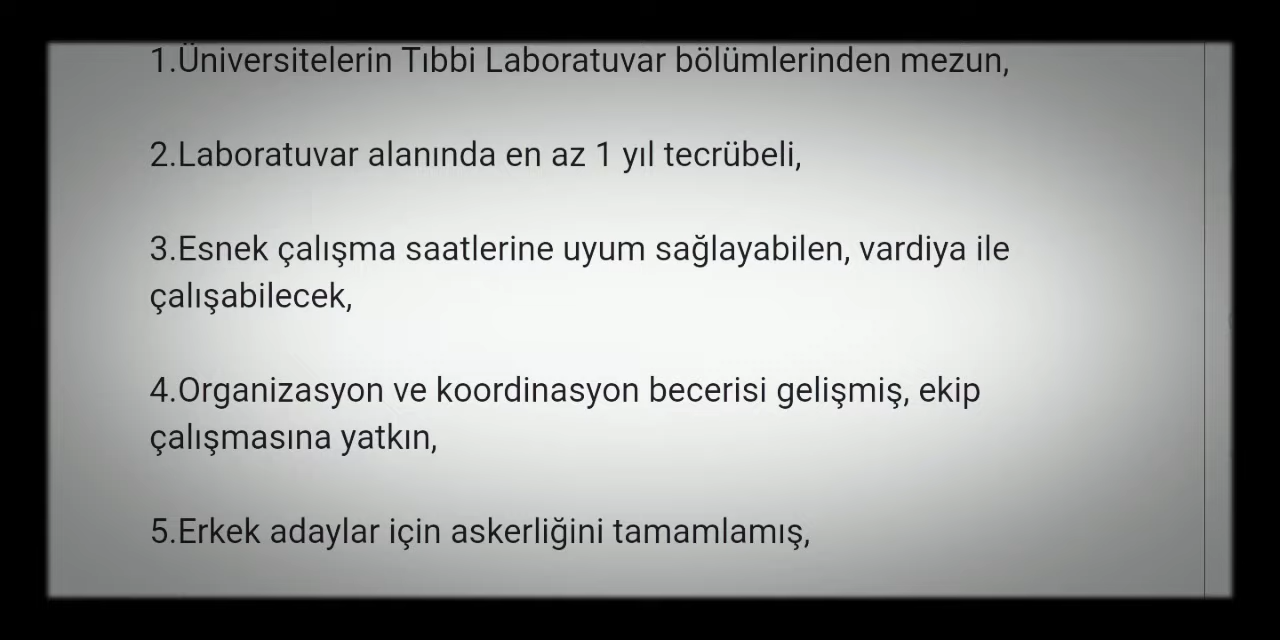 1.Üniversitelerin Tıbbi Laboratuvar bölümlerinden mezun,
2.Laboratuvar alanında en az 1 yıl tecrübeli,
3.Esnek çalışma saatlerine uyum sağlayabilen, vardiya ile
çalışabilecek,
4.Organizasyon ve koordinasyon becerisi gelişmiş, ekip
çalışmasına yatkın,
5.Erkek adaylar için askerliğini tamamlamış,